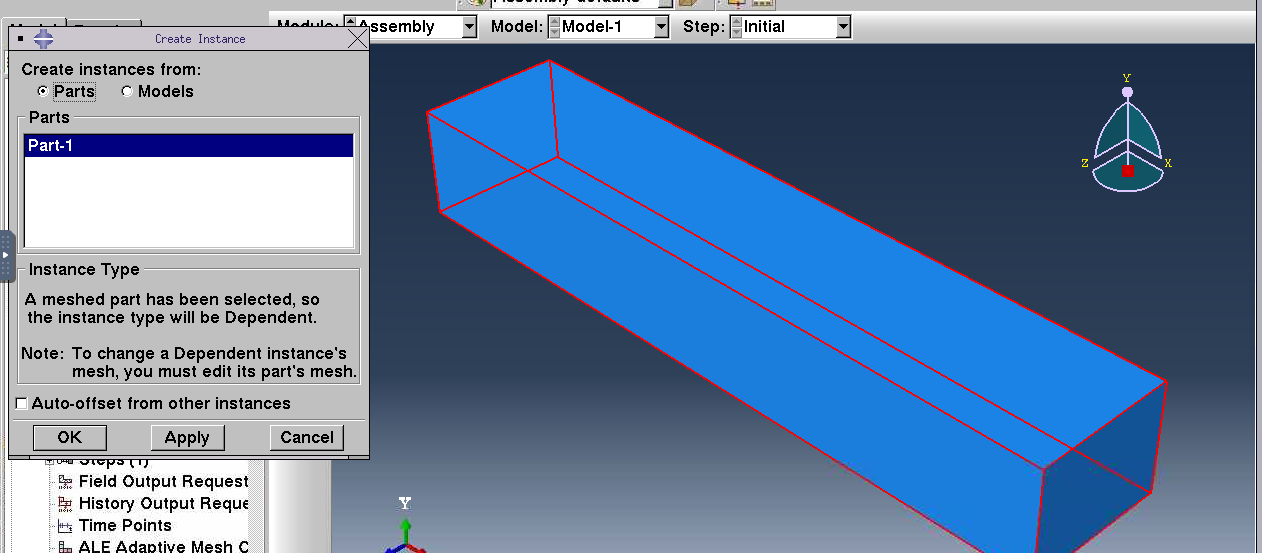 Module:
Assembly
Model:
Model-1
Step:
Initial
Create Instance
Create instances from:
Parts
Models
Parts
Part-1
Instance Type
A meshed part has been selected, so
the instance type will be Dependent.
Note: To change a Dependent instance's
mesh, you must edit its part's mesh.
Auto-offset from other instances
OK
Apply
Cancel
Steps (1)
Field Output Request
History Output Reque
Time Points
ALE Adaptive Mesh C
Y
Z
X
Y